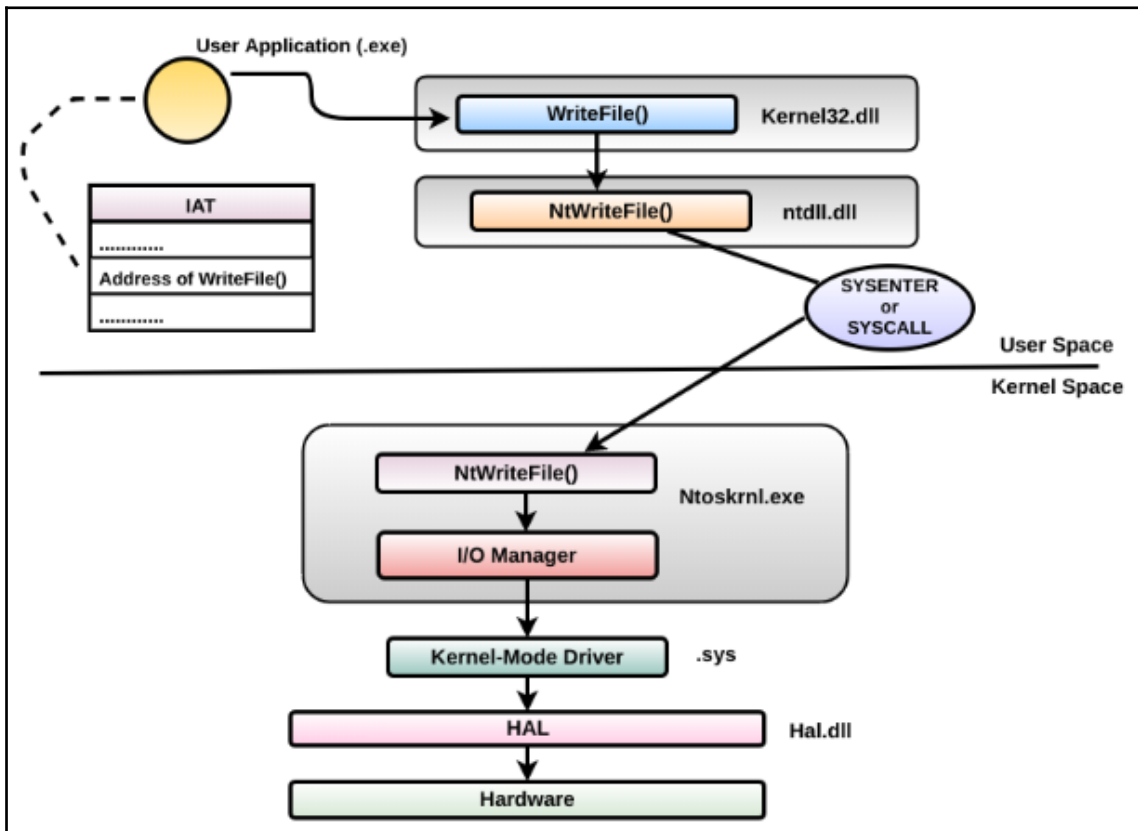 User Application (.exe)
WriteFile()
Kernel32.dll
NtWriteFile()
ntdll.dll
IAT
............
Address of WriteFile()
............
SYSENTER
or
SYSCALL
User Space
Kernel Space
NtWriteFile()
Ntoskrnl.exe
I/O Manager
Kernel-Mode Driver
.sys
HAL
Hal.dll
Hardware